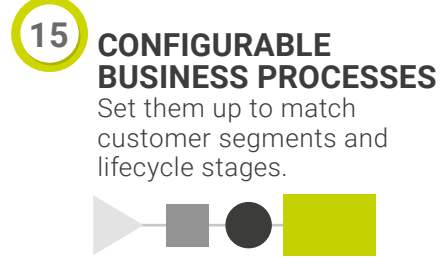 15
CONFIGURABLE
BUSINESS PROCESSES
Set them up to match
customer segments and
lifecycle stages.